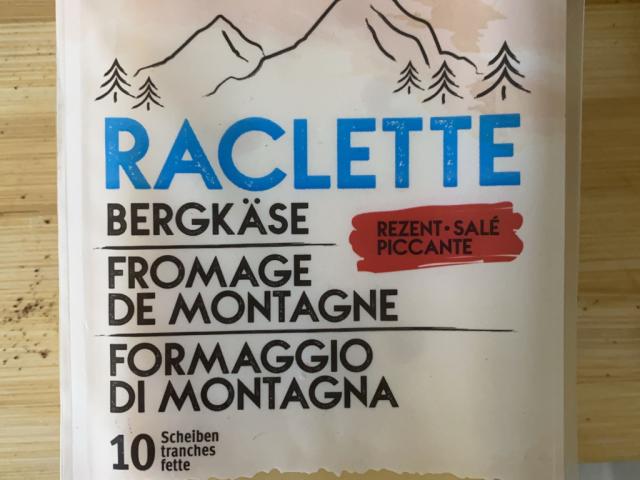 RACLETTE
BERGKÄSE
REZENT • SALÉ
PICCANTE
FROMAGE
DE MONTAGNE
FORMAGGIO
DI MONTAGNA
10 Scheiben
tranches
fette